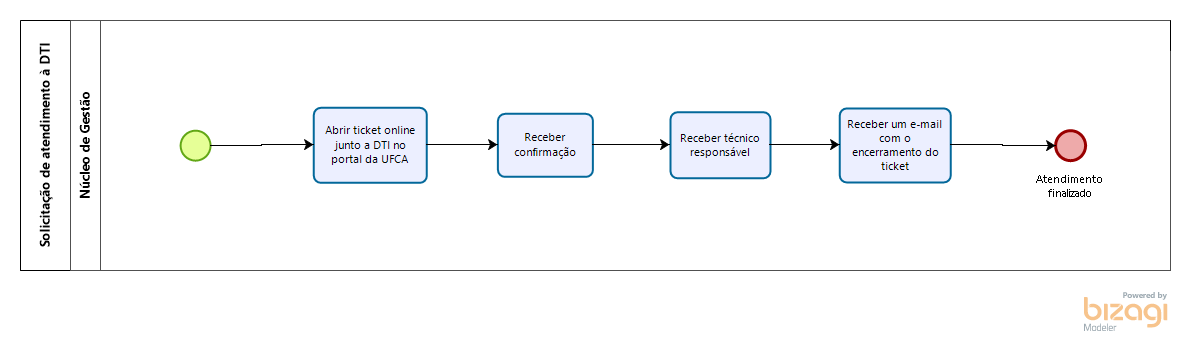 Solicitação de atendimento à DTI
Núcleo de Gestão
Abrir ticket online
junto a DTI no
portal da UFCA
Receber
confirmação
Receber técnico
responsável
Receber um e-mail
com o
encerramento do
ticket
Atendimento
finalizado
Powered by
bizagi
Modeler